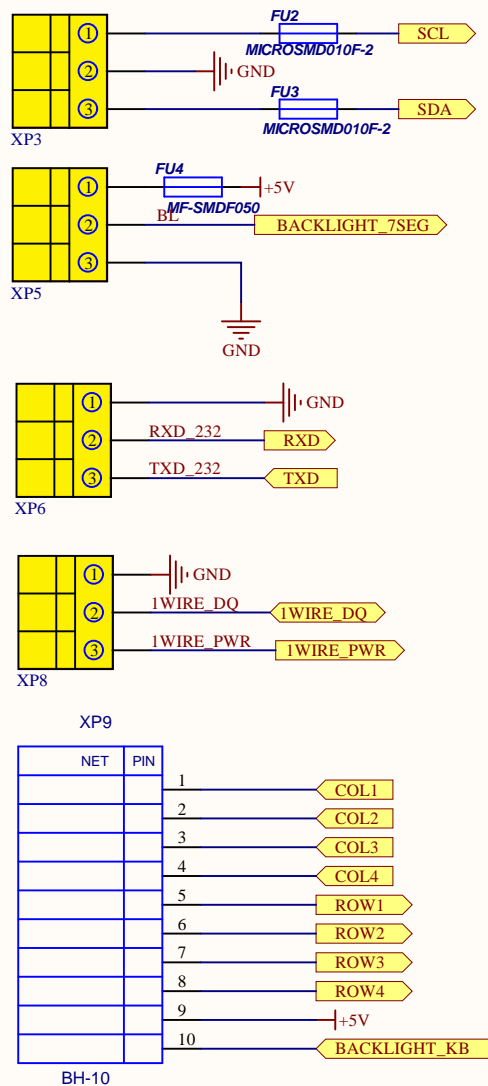 FU2
1 SCL
MICROSMD010F-2
2 GND
FU3
3 SDA
MICROSMD010F-2
XP3
FU4
1 +5V
MF-SMDF050
2 BL BACKLIGHT_7SEG
3
XP5
GND
1 GND
2 RXD_232 RXD
3 TXD_232 TXD
XP6
1 GND
2 1WIRE_DQ 1WIRE_DQ
3 1WIRE_PWR 1WIRE_PWR
XP8
XP9
NET PIN
1 COL1
2 COL2
3 COL3
4 COL4
5 ROW1
6 ROW2
7 ROW3
8 ROW4
9 +5V
10 BACKLIGHT_KB
BH-10